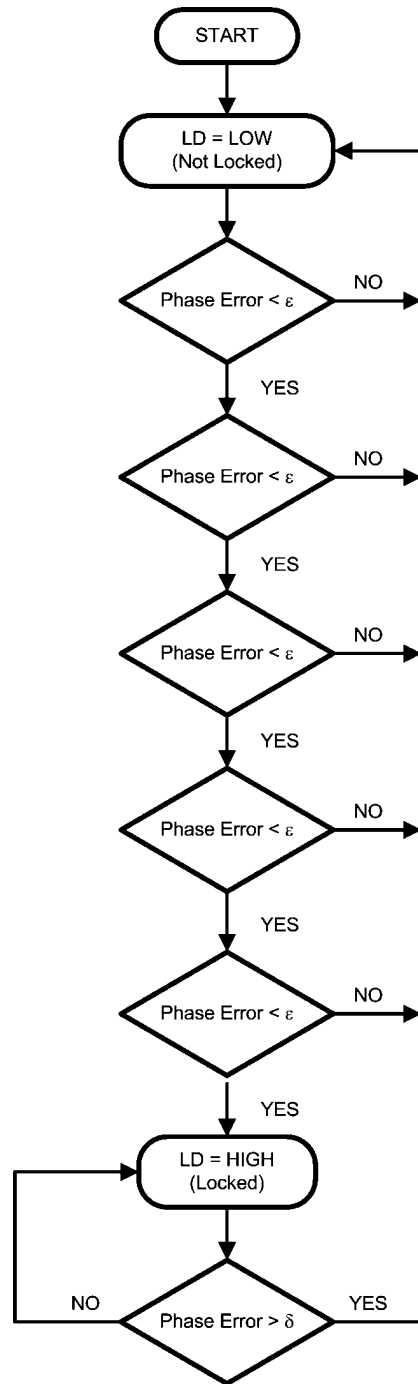 START
LD = LOW
(Not Locked)
Phase Error < ε
NO
YES
Phase Error < ε
NO
YES
Phase Error < ε
NO
YES
Phase Error < ε
NO
YES
Phase Error < ε
NO
YES
LD = HIGH
(Locked)
NO
Phase Error > δ
YES